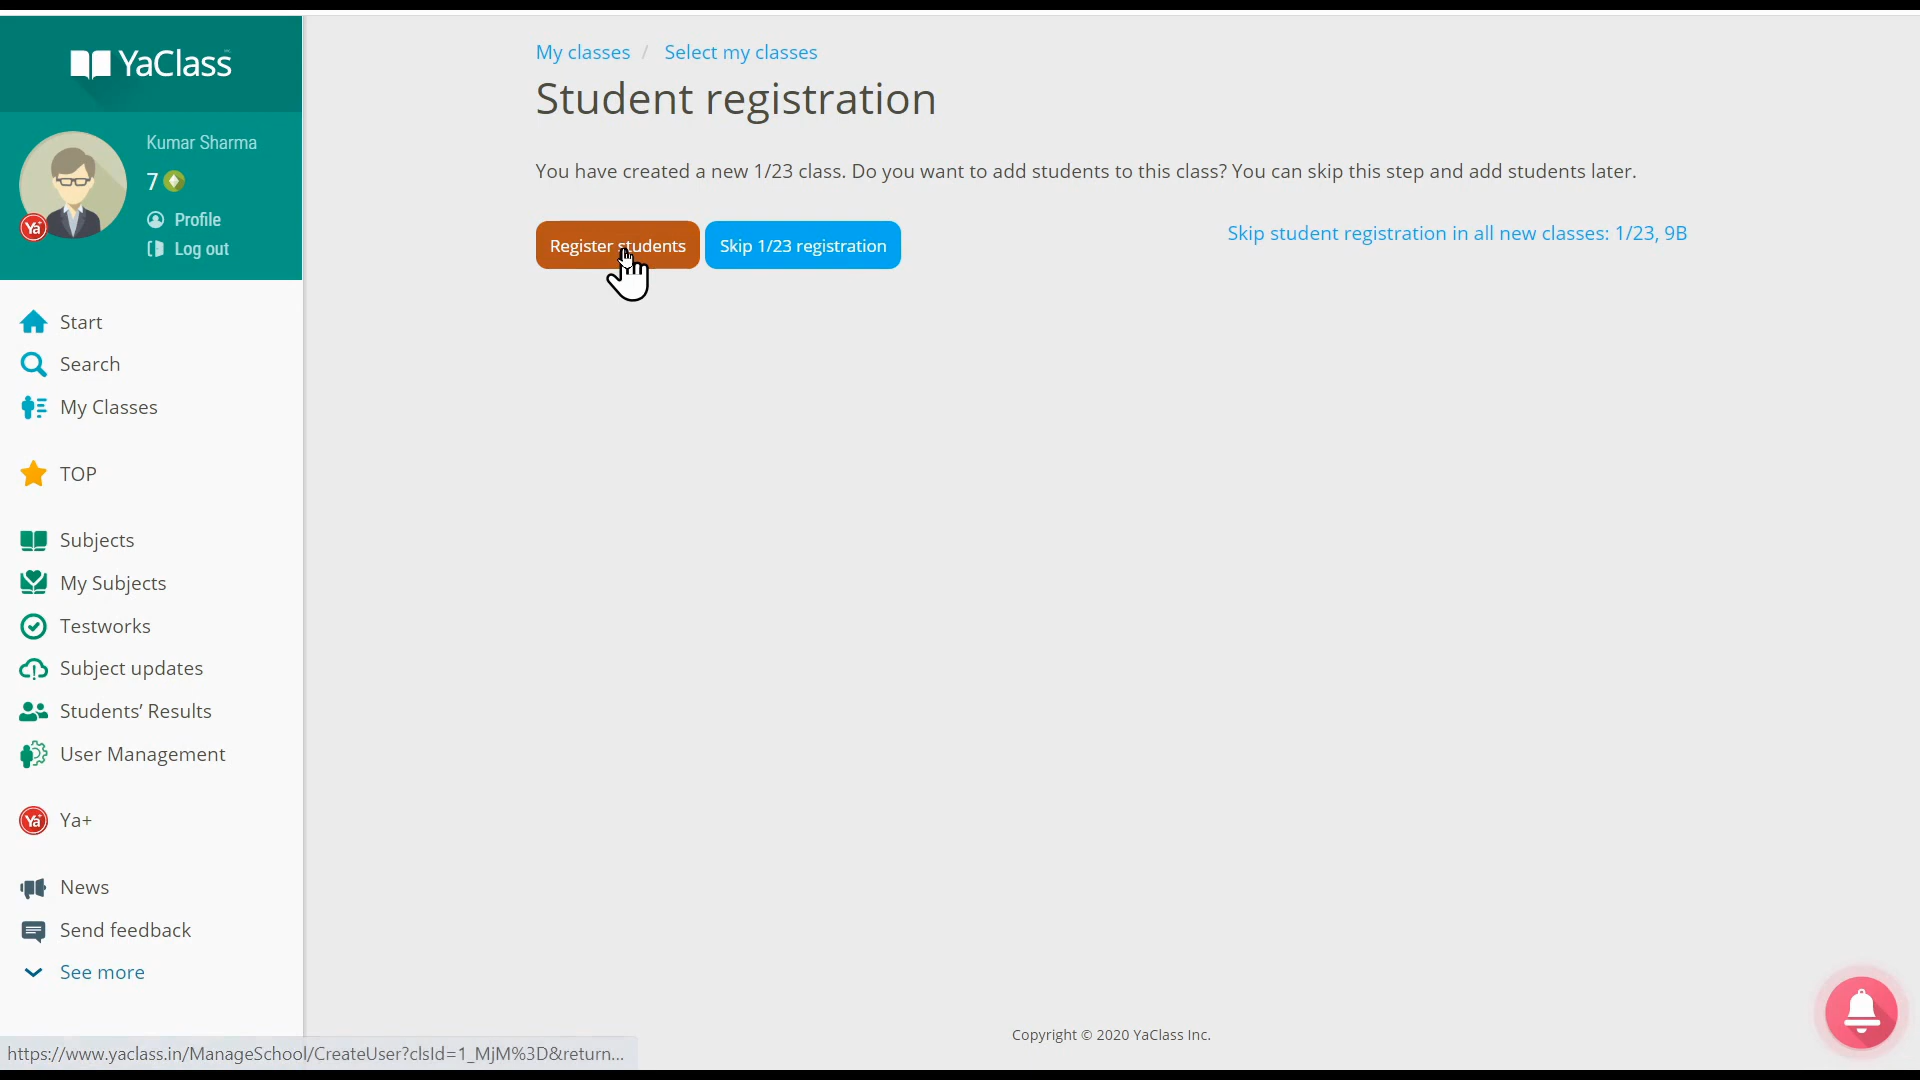 YaClass
Kumar Sharma
7
Ya+
Profile
Log out
Start
Search
My Classes
TOP
Subjects
My Subjects
Testworks
Subject updates
Students' Results
User Management
Ya+
Ya+
News
Send feedback
See more
My classes / Select my classes
Student registration
You have created a new 1/23 class. Do you want to add students to this class? You can skip this step and add students later.
Register students
Skip 1/23 registration
Skip student registration in all new classes: 1/23, 9B
Copyright © 2020 YaClass Inc.
https://www.yaclass.in/ManageSchool/CreateUser?clsId=1_MjM%3D&return...